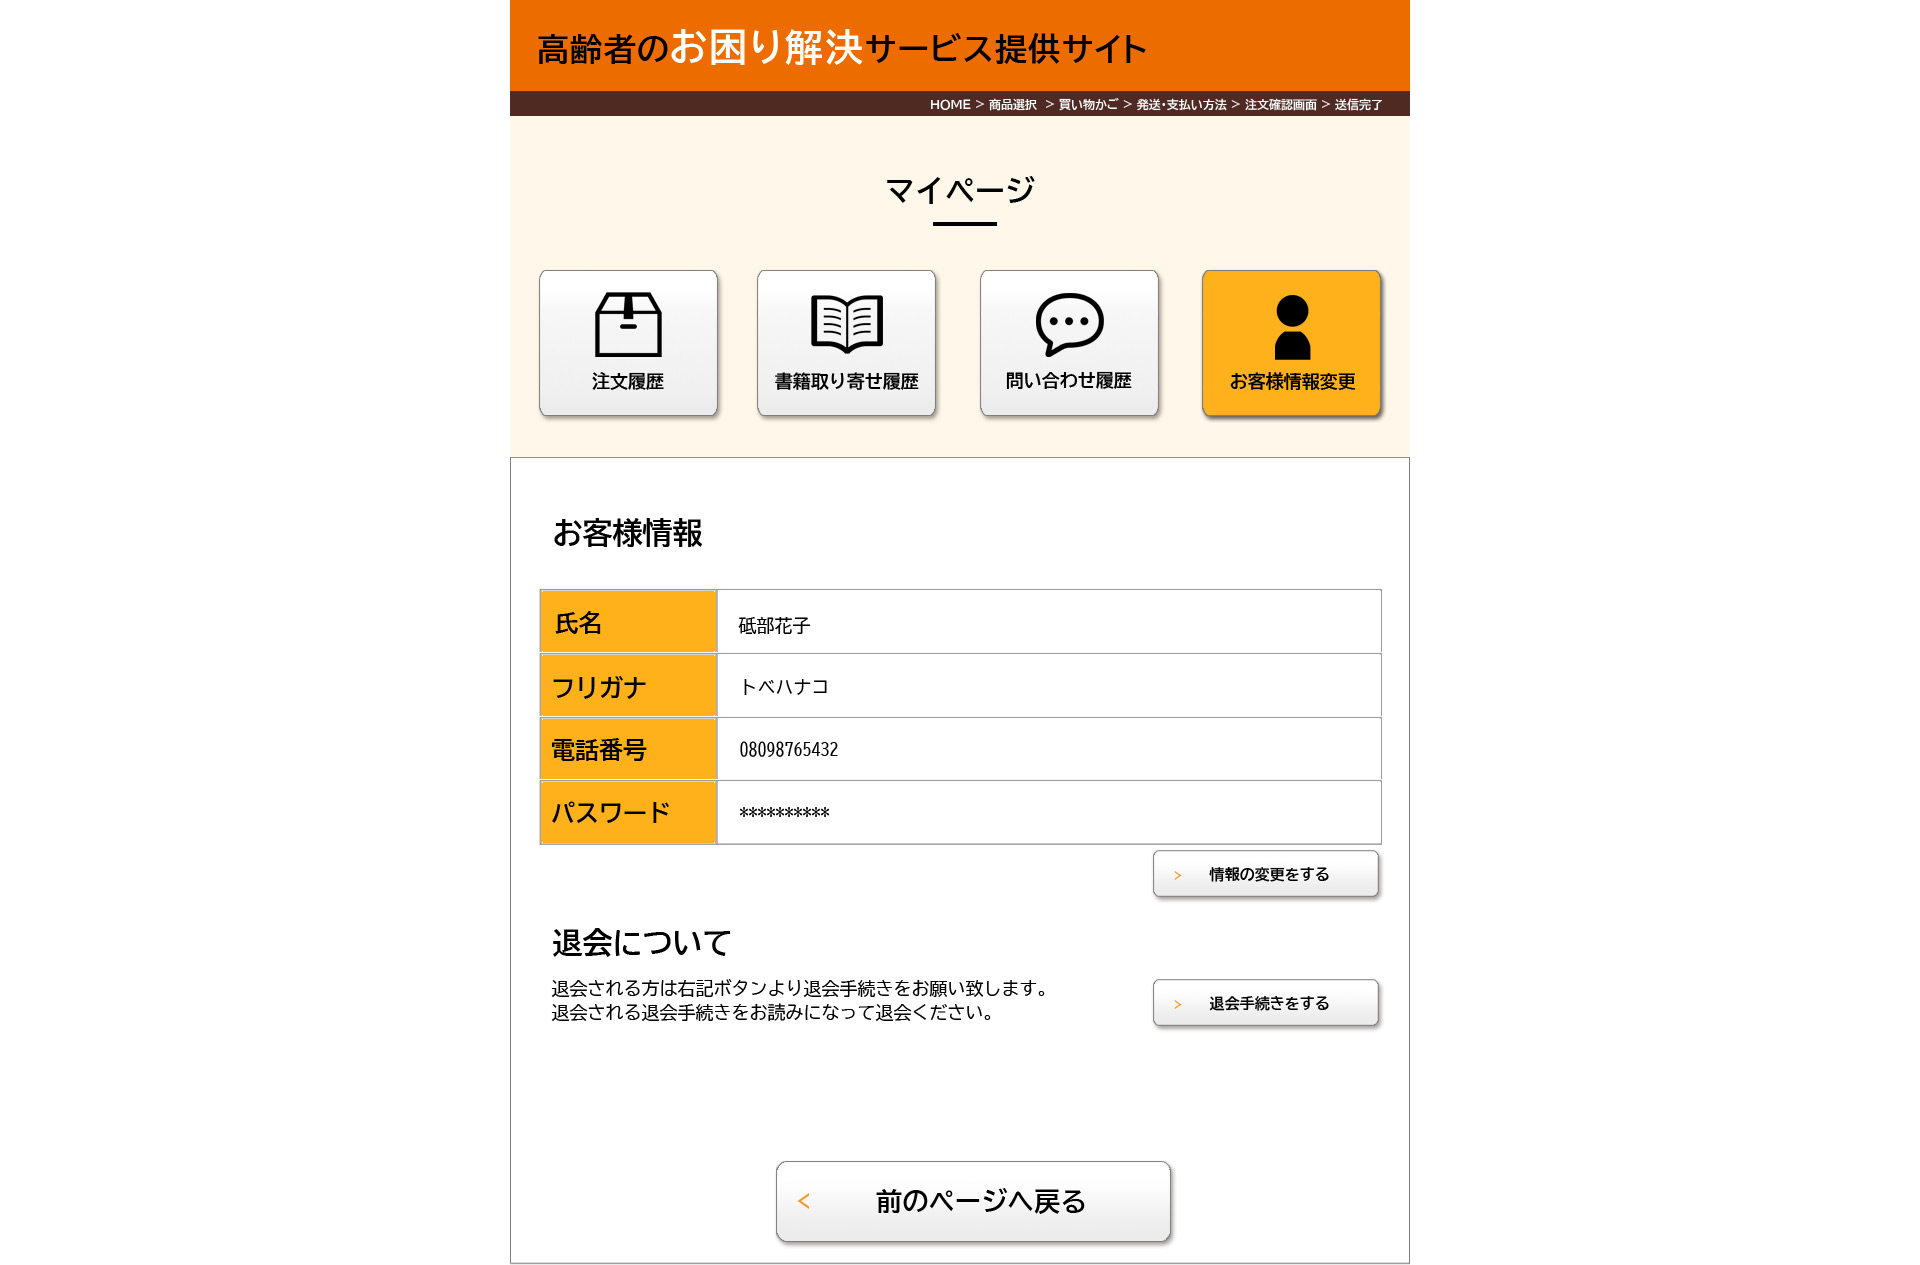 高齢者のお困り解決サービス提供サイト
HOME > 商品選択 > 買い物かご > 発送・支払い方法 > 注文確認画面 > 送信完了
マイページ
注文履歴
書籍取り寄せ履歴
問い合わせ履歴
お客様情報変更
お客様情報
氏名 砥部花子
フリガナ トベハナコ
電話番号 08098765432
パスワード **********
> 情報の変更をする
退会について
退会される方は右記ボタンより退会手続きをお願い致します。
退会される退会手続きをお読みになって退会ください。
> 退会手続きをする
< 前のページへ戻る